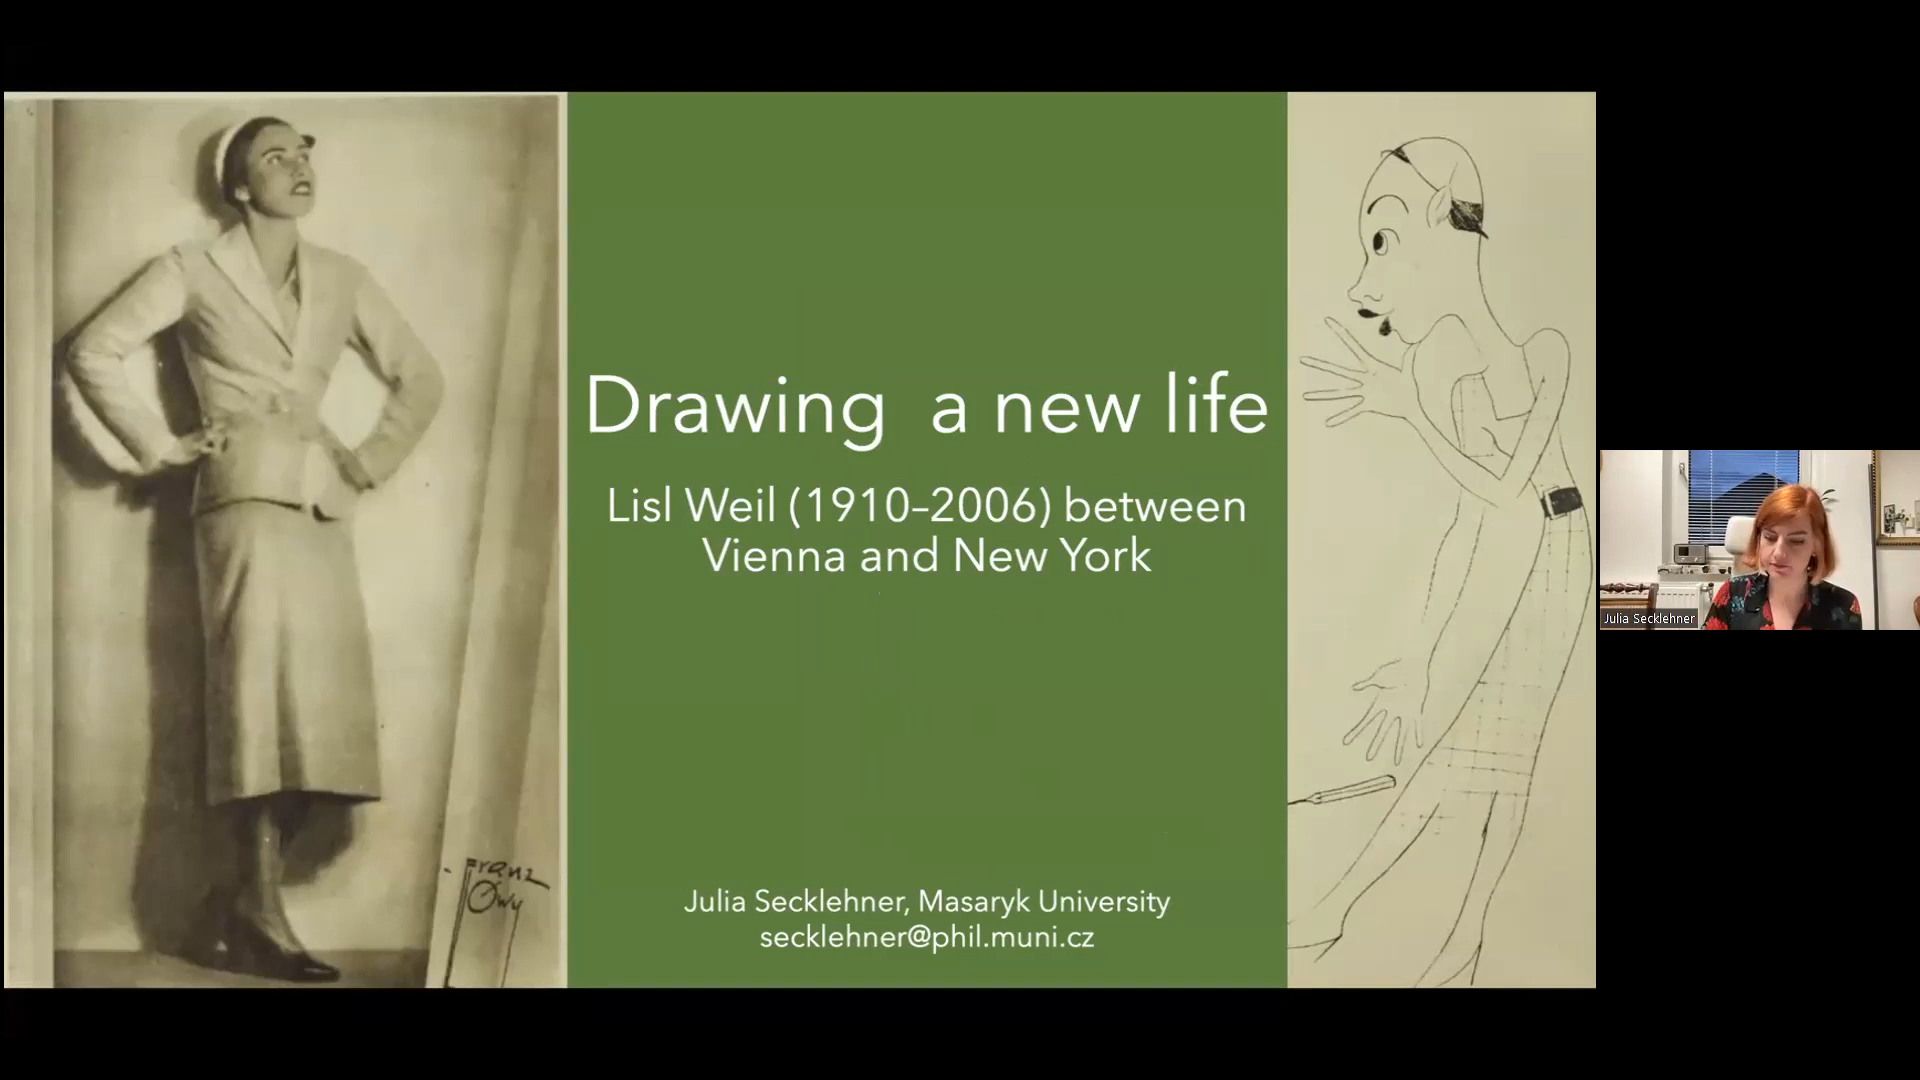 Drawing a new life
Lisl Weil (1910–2006) between
Vienna and New York
Julia Secklehner, Masaryk University
secklehner@phil.muni.cz
Franz
Löwy
Julia Secklehner